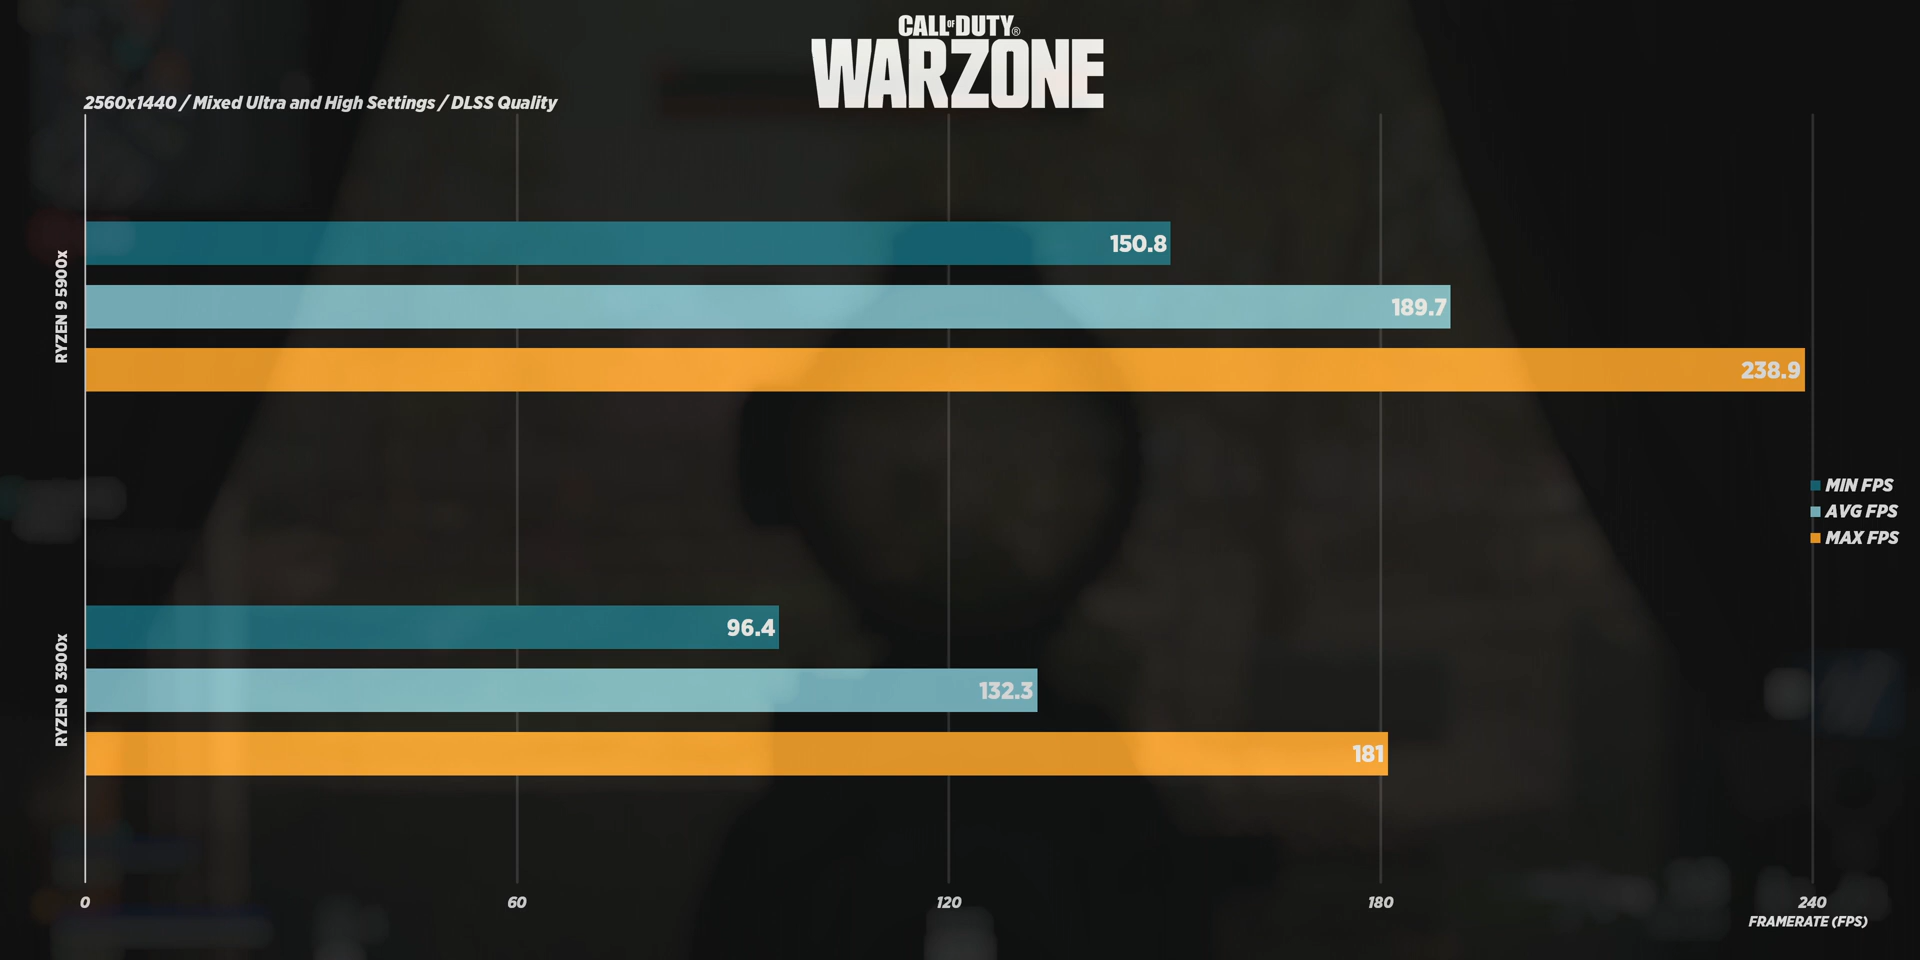 CALL OF DUTY®
WARZONE
2560x1440 / Mixed Ultra and High Settings / DLSS Quality
RYZEN 9 5900x
150.8
189.7
238.9
MIN FPS
AVG FPS
MAX FPS
RYZEN 9 3900x
96.4
132.3
181
0 60 120 180 240
FRAMERATE (FPS)